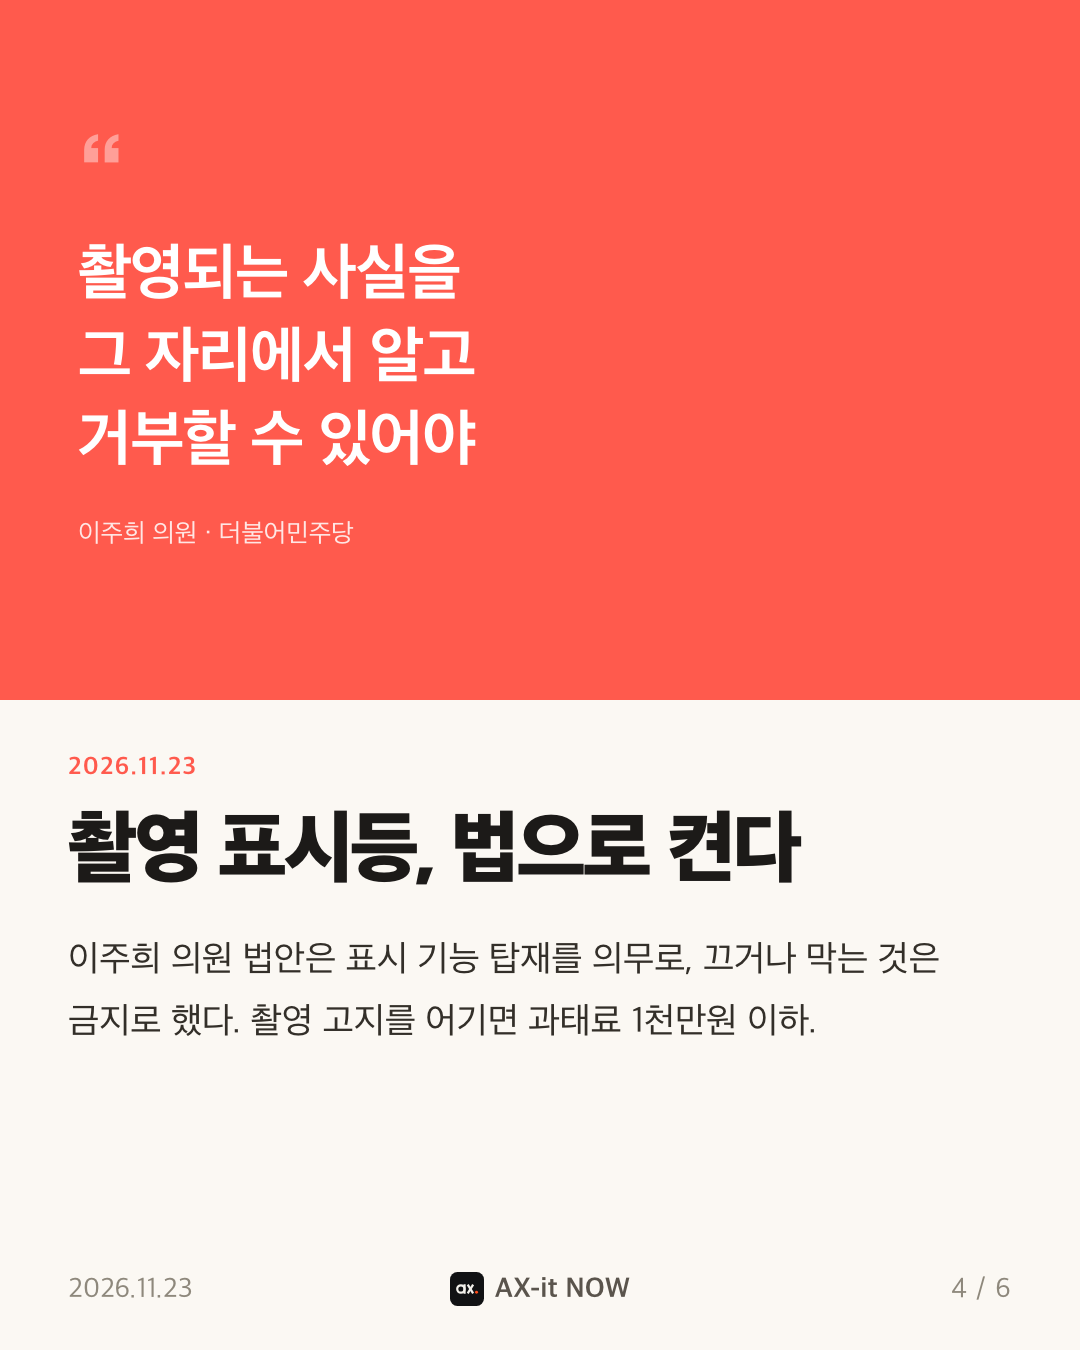 “
촬영되는 사실을
그 자리에서 알고
거부할 수 있어야
이주희 의원 · 더불어민주당
2026.11.23
촬영 표시등, 법으로 켠다
이주희 의원 법안은 표시 기능 탑재를 의무로, 끄거나 막는 것은
금지로 했다. 촬영 고지를 어기면 과태료 1천만원 이하.
2026.11.23
ax. AX-it NOW
4 / 6